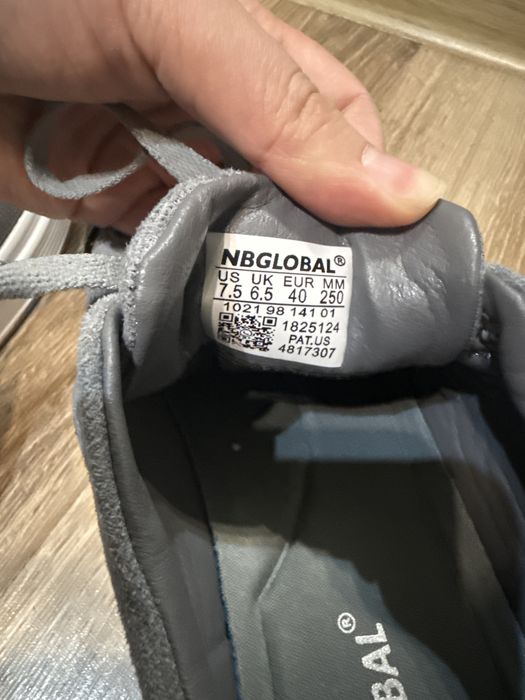 NBGLOBAL®
US UK EUR MM
7.5 6.5 40 250
1021 98 141 01
1825124
PAT.US
4817307
BAL®